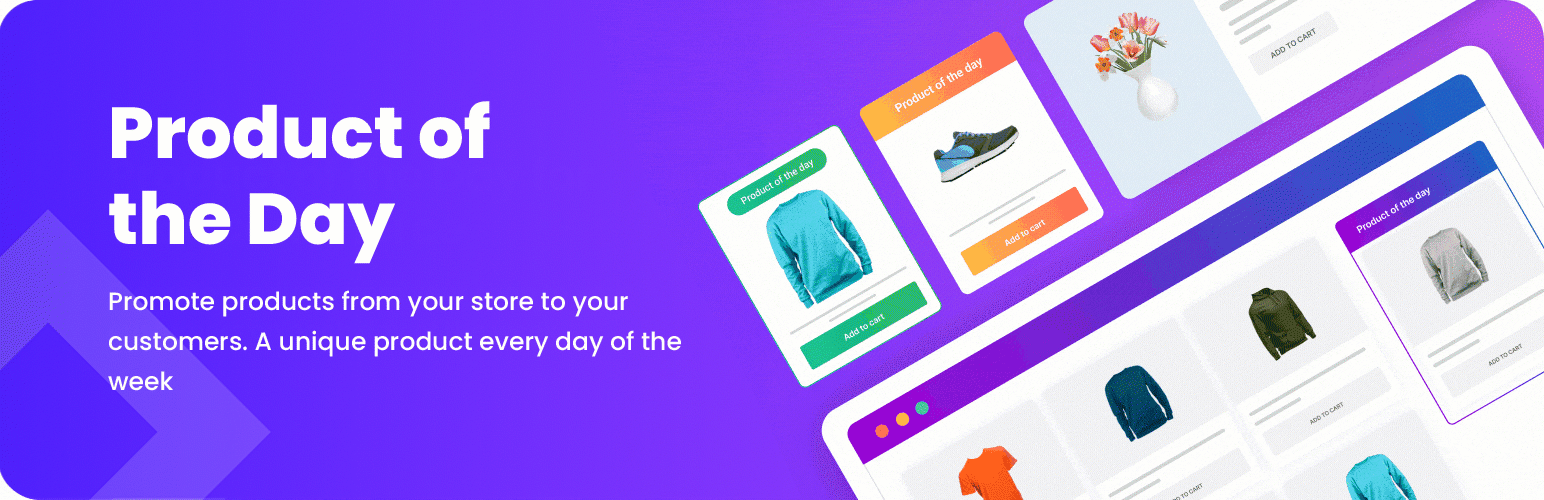 Product of
the Day
Promote products from your store to your
customers. A unique product every day of the
week
Product of the day
Add to cart
Product of the day
Add to cart
ADD TO CART
Product of the day
ADD TO CART
ADD TO CART
ADD TO CART